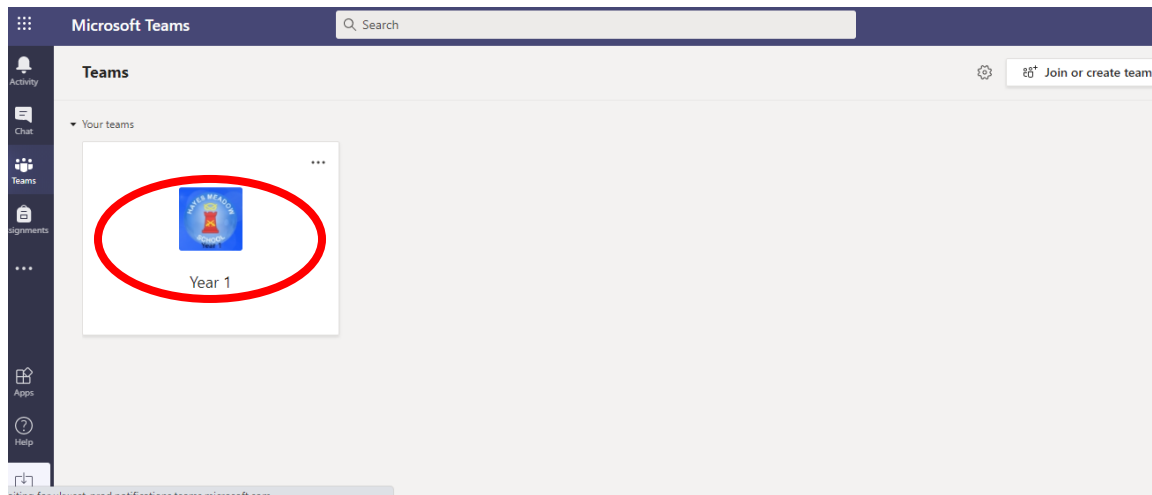 Microsoft Teams
Search
Activity
Teams
Join or create team
Chat
Your teams
Teams
HAYES MEADOW
SCHOOL
Year 1
signments
Year 1
Apps
Help